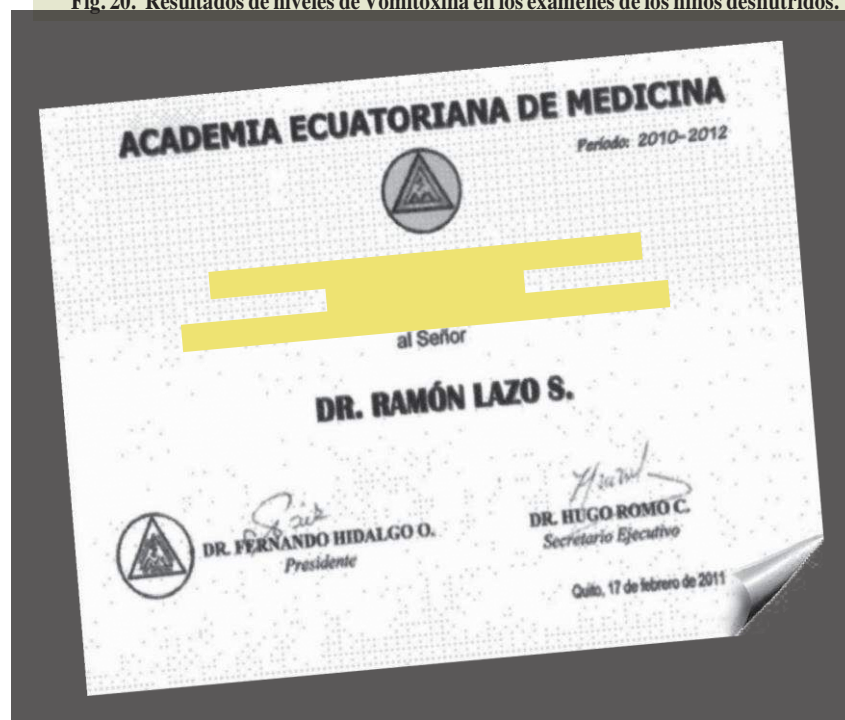 Fig. 20. Resultados de niveles de Vomitoxina en los exámenes de los niños desnutridos.
ACADEMIA ECUATORIANA DE MEDICINA
Período: 2010-2012
al Señor
DR. RAMÓN LAZO S.
DR. FERNANDO HIDALGO O.
Presidente
DR. HUGO ROMO C.
Secretario Ejecutivo
Quito, 17 de febrero de 2011